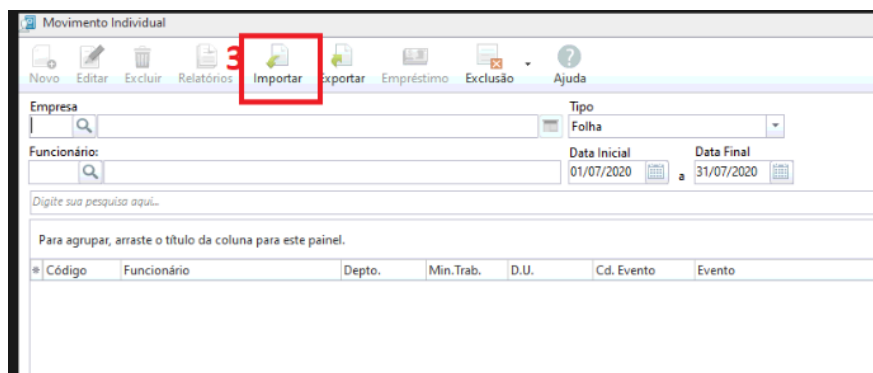 Movimento Individual
3
Novo Editar Excluir Relatórios Importar Exportar Empréstimo Exclusão Ajuda
Empresa Tipo
Folha
Funcionário: Data Inicial Data Final
01/07/2020 a 31/07/2020
Digite sua pesquisa aqui...
Para agrupar, arraste o título da coluna para este painel.
Código Funcionário Depto. Min.Trab. D.U. Cd. Evento Evento